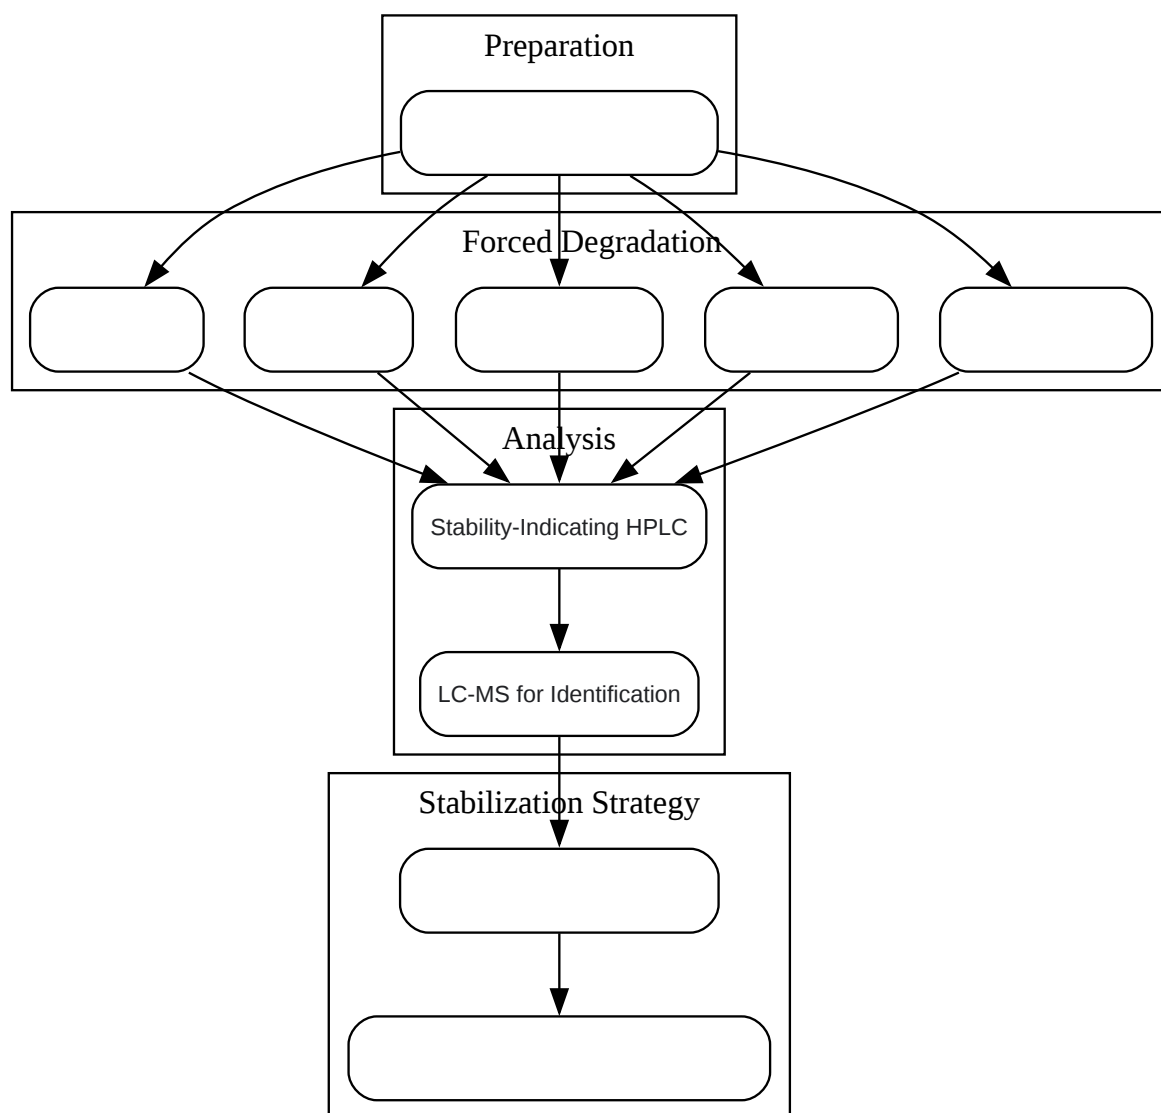 Preparation
Forced Degradation
Analysis
Stability-Indicating HPLC
LC-MS for Identification
Stabilization Strategy